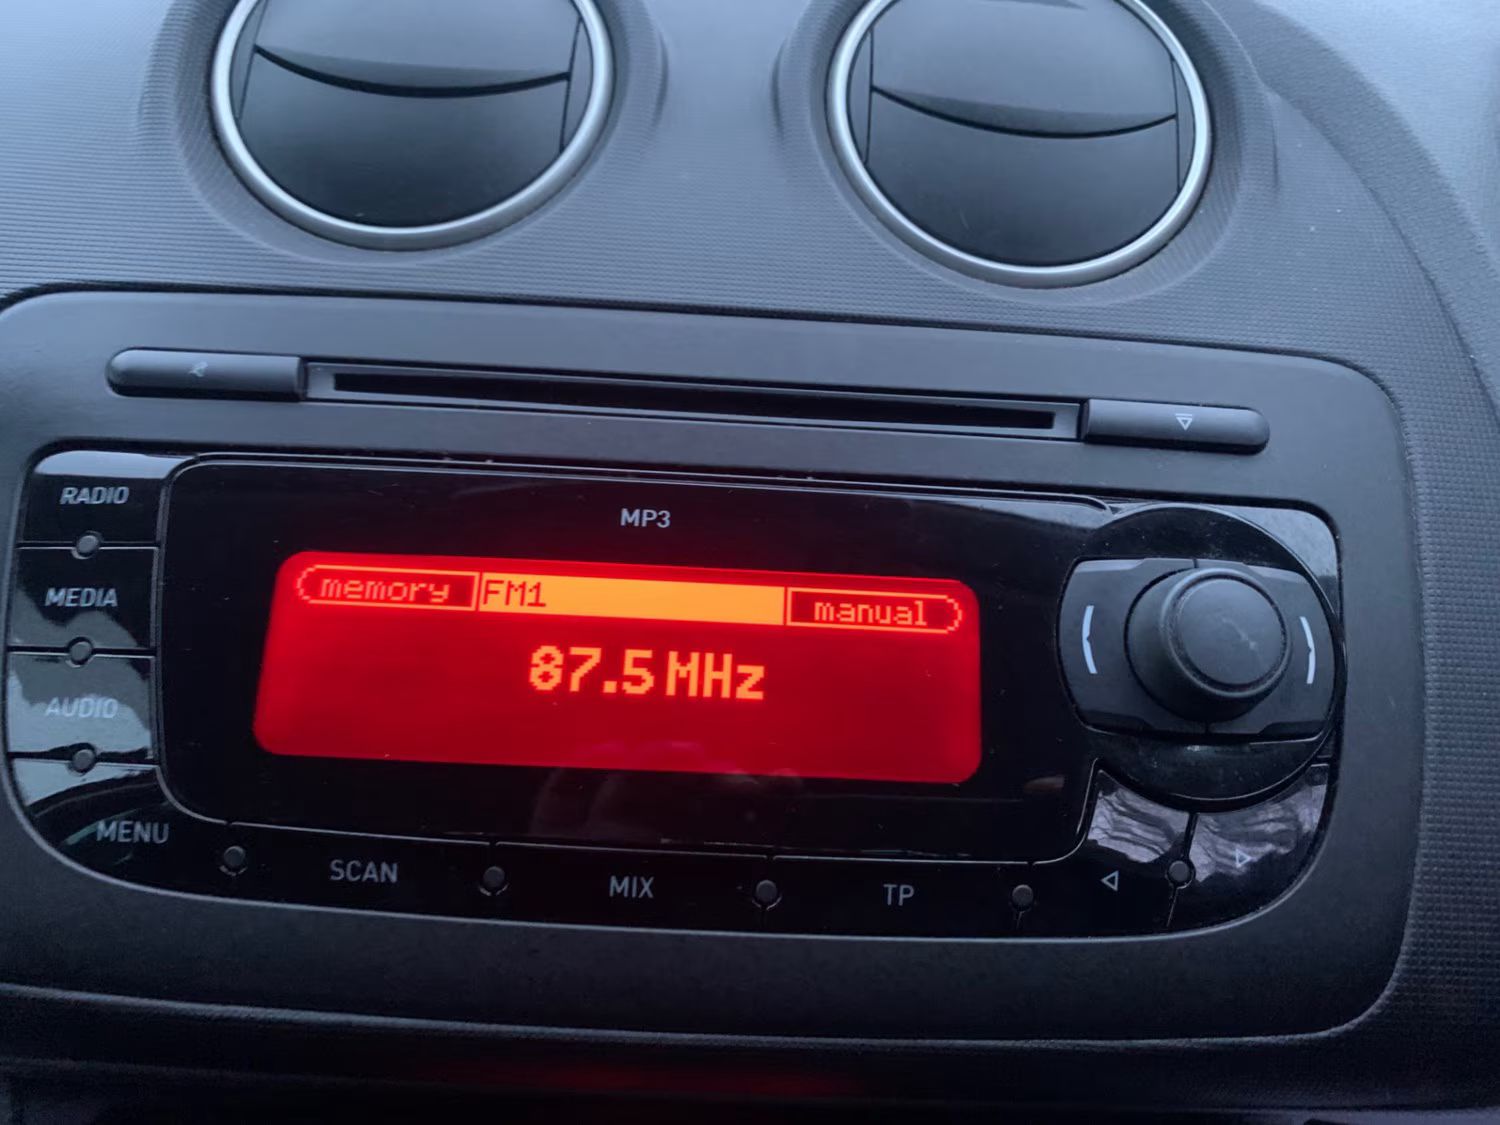 MP3
memory FM1 manual
87.5 MHz
RADIO
MEDIA
AUDIO
MENU
SCAN
MIX
TP